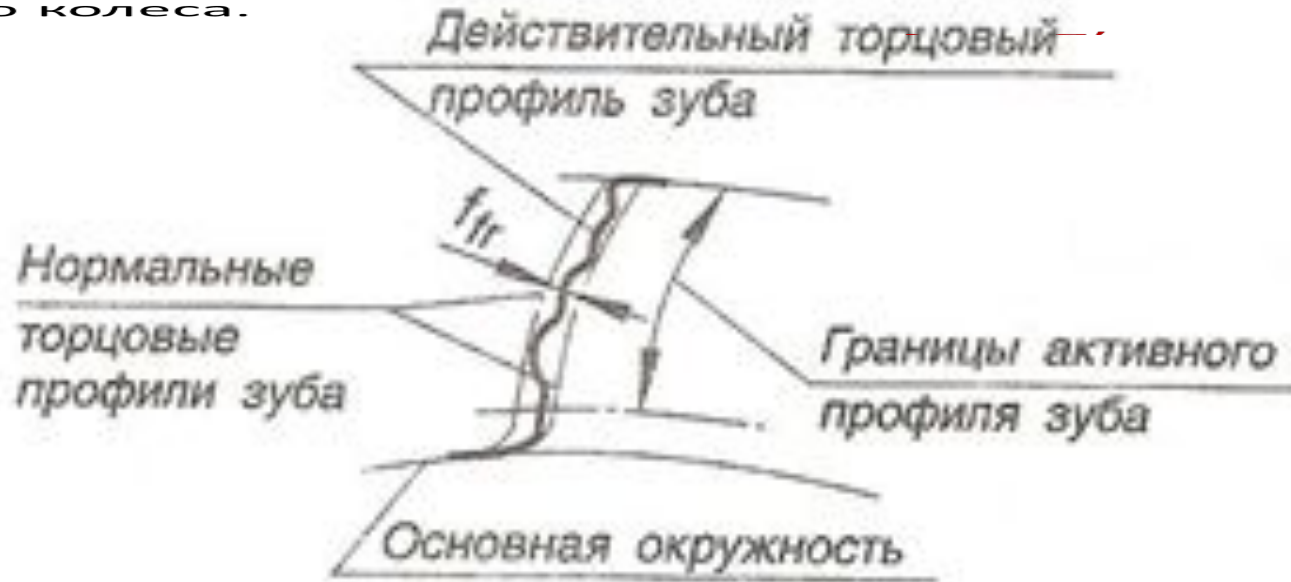 о колеса.
Действительный торцовый
профиль зуба
f_fr
Нормальные
торцовые
профили зуба
Границы активного
профиля зуба
Основная окружность